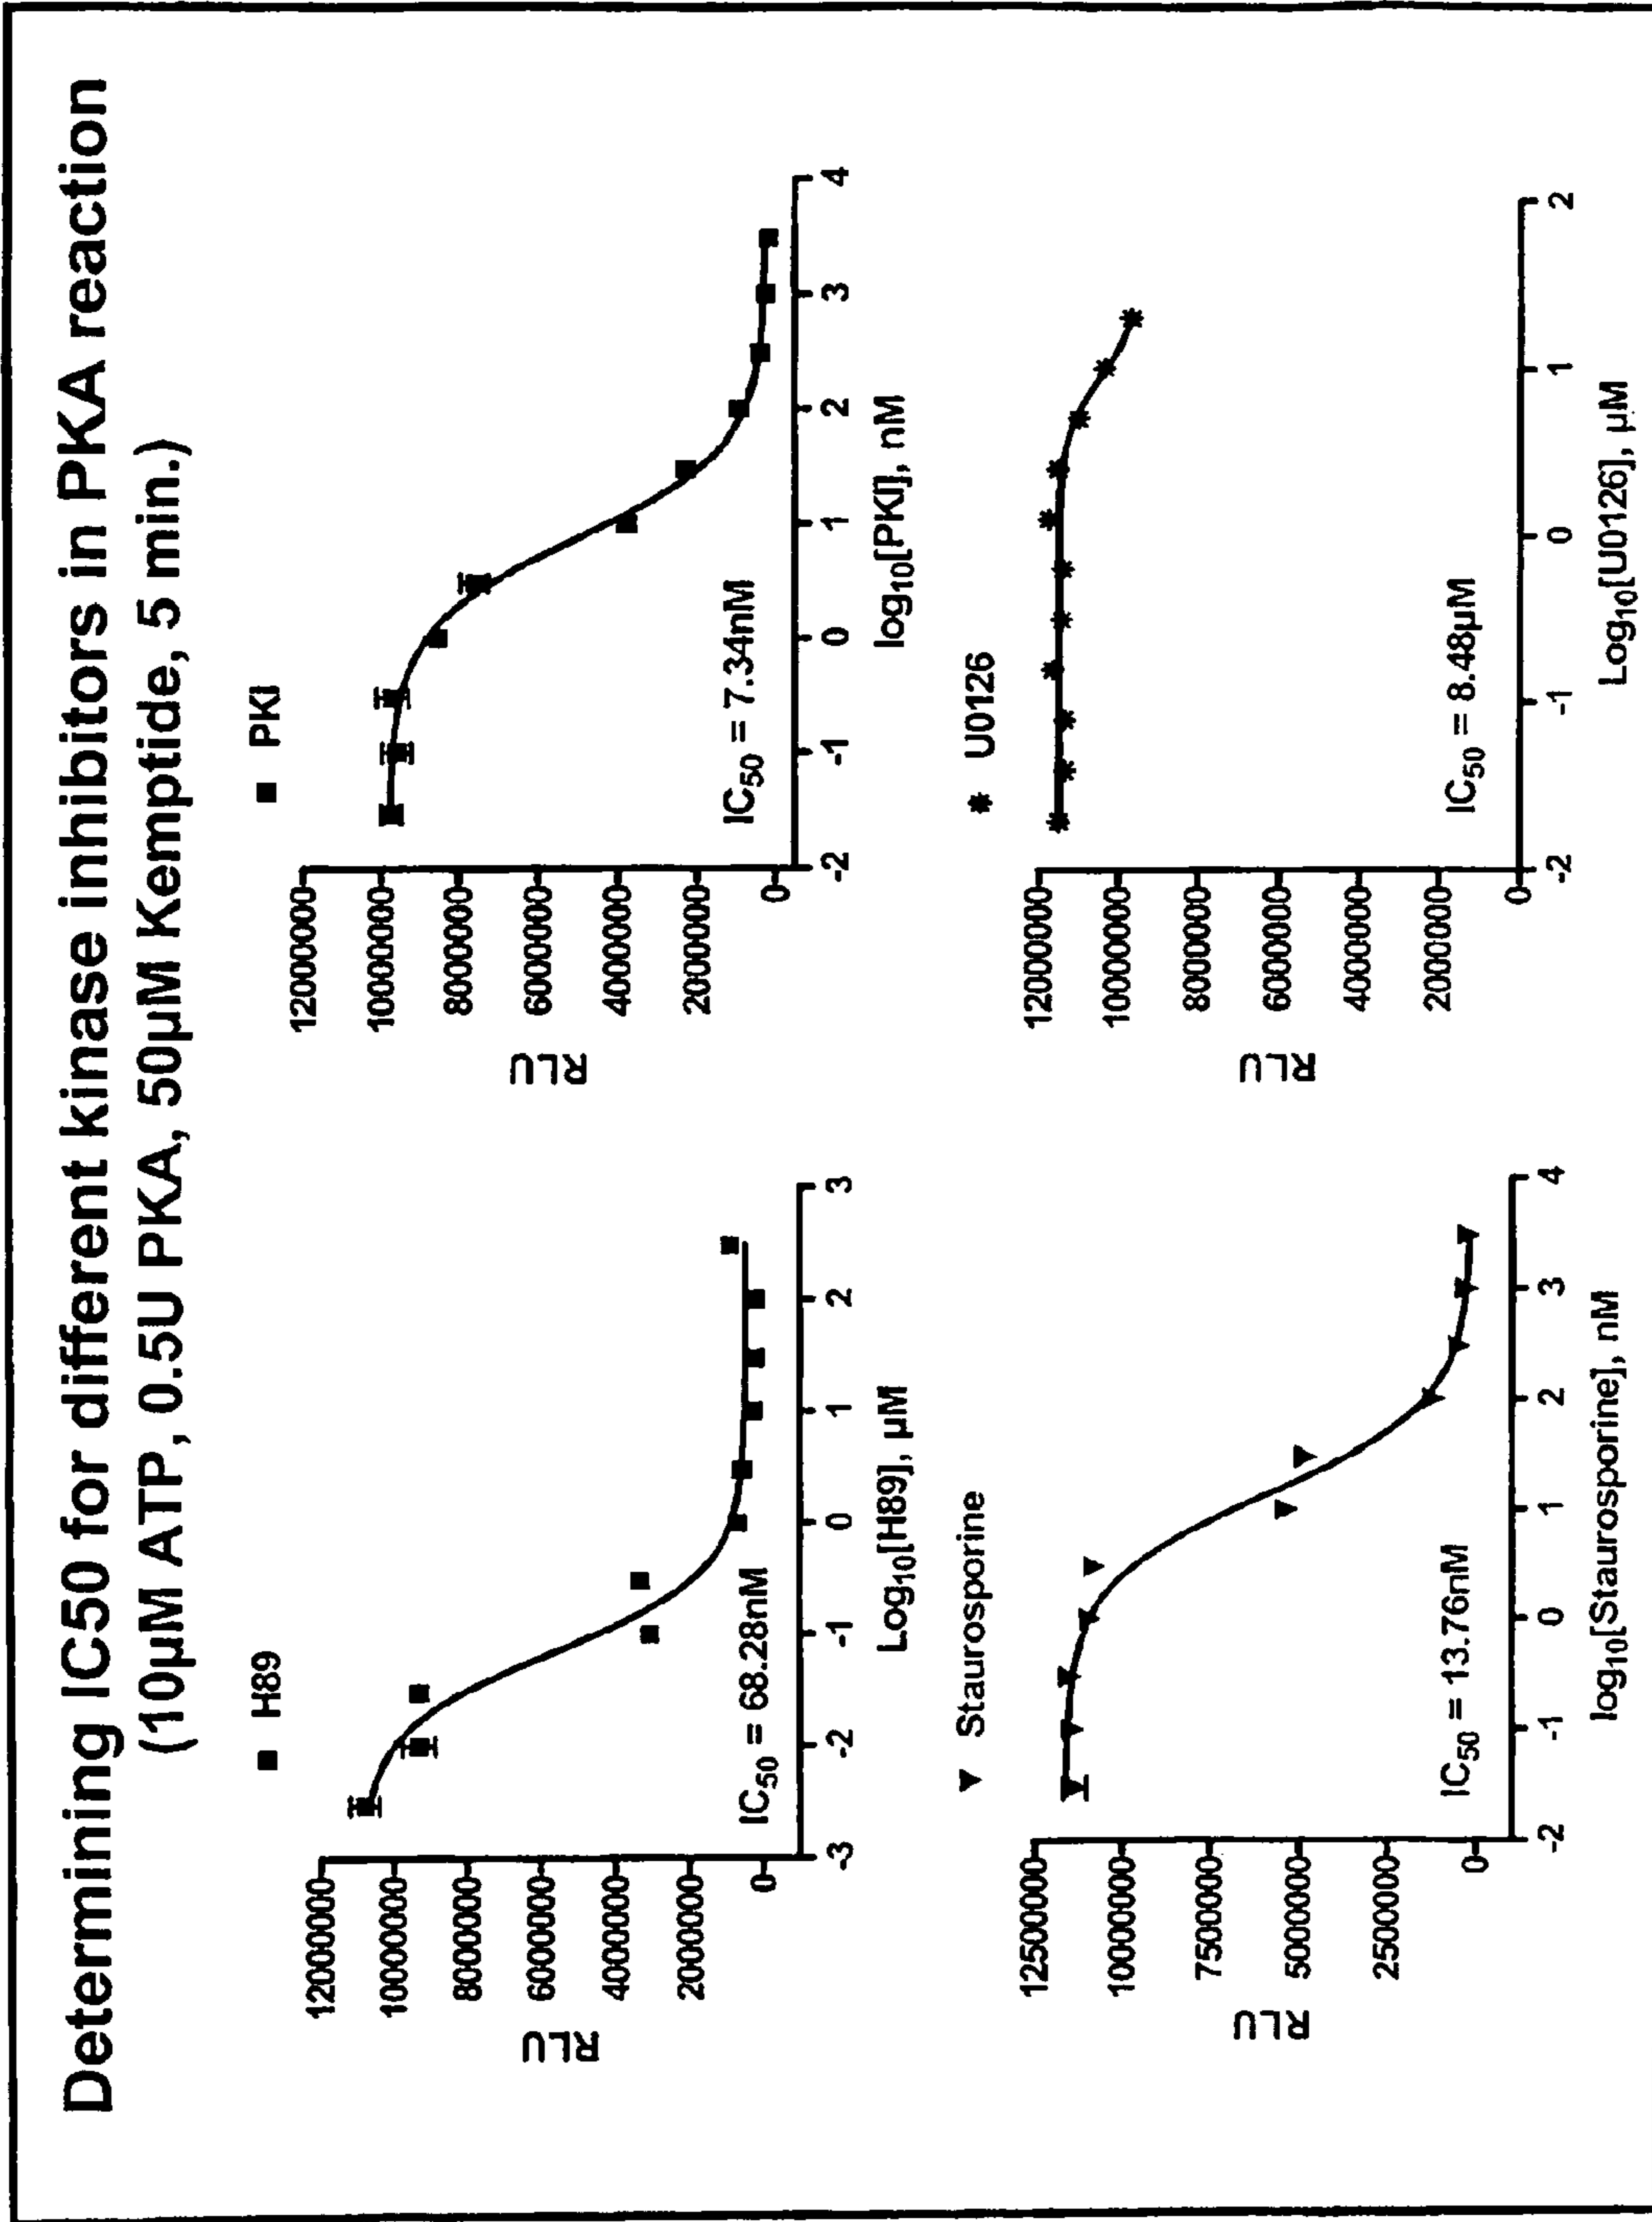 Determining IC50 for different kinase inhibitors in PKA reaction
(10µM ATP, 0.5U PKA, 50µM Kemptide, 5 min.)
■ H89
RLU
12000000
10000000
8000000
6000000
4000000
2000000
0
IC50 = 68.28nM
-3 -2 -1 0 1 2 3
Log10[H89], µM
■ PKI
RLU
12000000
10000000
8000000
6000000
4000000
2000000
0
IC50 = 7.34nM
-2 -1 0 1 2 3 4
log10[PKI], nM
▼ Staurosporine
RLU
12500000
10000000
7500000
5000000
2500000
0
IC50 = 13.76nM
-2 -1 0 1 2 3 4
log10[Staurosporine], nM
✱ U0126
RLU
12000000
10000000
8000000
6000000
4000000
2000000
0
IC50 = 8.48µM
-2 -1 0 1 2
Log10[U0126], µM